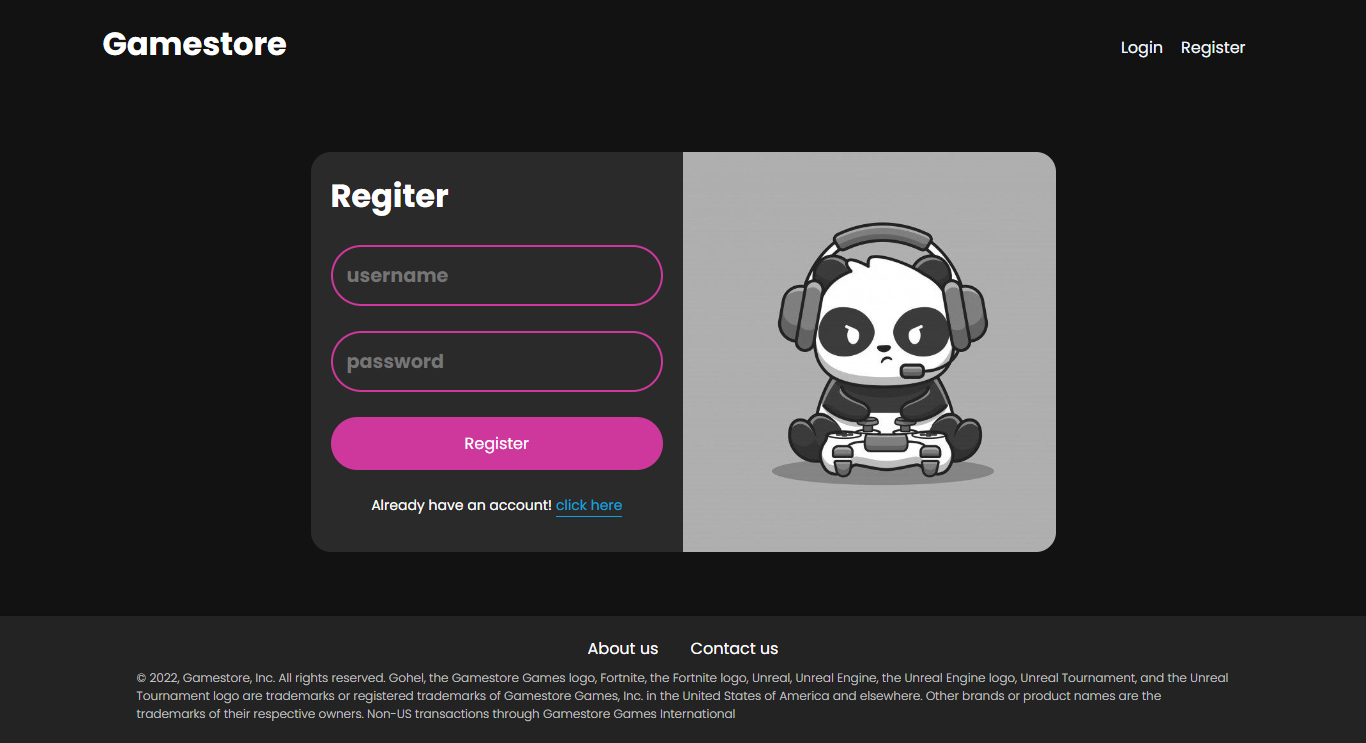 Gamestore
Login Register
Regiter
username
password
Register
Already have an account! click here
About us Contact us
© 2022, Gamestore, Inc. All rights reserved. Gohel, the Gamestore Games logo, Fortnite, the Fortnite logo, Unreal, Unreal Engine, the Unreal Engine logo, Unreal Tournament, and the Unreal
Tournament logo are trademarks or registered trademarks of Gamestore Games, Inc. in the United States of America and elsewhere. Other brands or product names are the
trademarks of their respective owners. Non-US transactions through Gamestore Games International